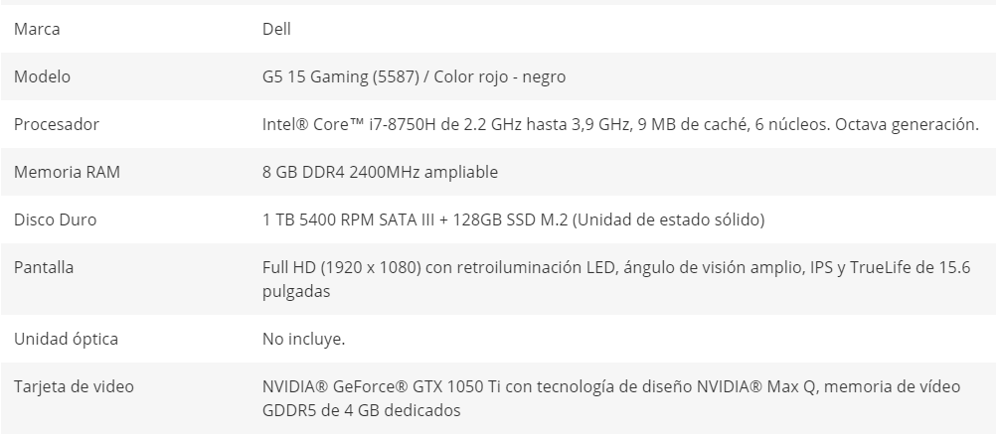 Marca Dell
Modelo G5 15 Gaming (5587) / Color rojo - negro
Procesador Intel® Core™ i7-8750H de 2.2 GHz hasta 3,9 GHz, 9 MB de caché, 6 núcleos. Octava generación.
Memoria RAM 8 GB DDR4 2400MHz ampliable
Disco Duro 1 TB 5400 RPM SATA III + 128GB SSD M.2 (Unidad de estado sólido)
Pantalla Full HD (1920 x 1080) con retroiluminación LED, ángulo de visión amplio, IPS y TrueLife de 15.6
pulgadas
Unidad óptica No incluye.
Tarjeta de video NVIDIA® GeForce® GTX 1050 Ti con tecnología de diseño NVIDIA® Max Q, memoria de vídeo
GDDR5 de 4 GB dedicados